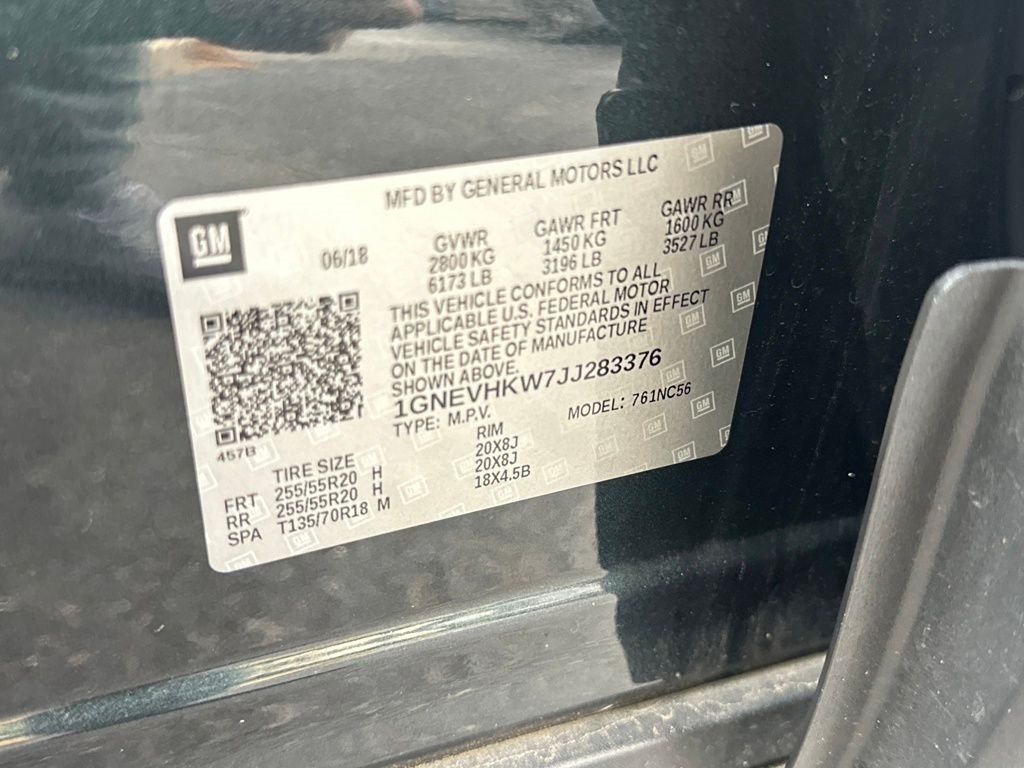 MFD BY GENERAL MOTORS LLC
GM
06/18
GVWR GAWR FRT GAWR RR
2800 KG 1450 KG 1600 KG
6173 LB 3196 LB 3527 LB
THIS VEHICLE CONFORMS TO ALL
APPLICABLE U.S. FEDERAL MOTOR
VEHICLE SAFETY STANDARDS IN EFFECT
ON THE DATE OF MANUFACTURE
SHOWN ABOVE.
1GNEVHKW7JJ283376
TYPE: M.P.V. MODEL: 761NC56
457B
TIRE SIZE RIM
FRT 255/55R20 H 20X8J
RR 255/55R20 H 20X8J
SPA T135/70R18 M 18X4.5B